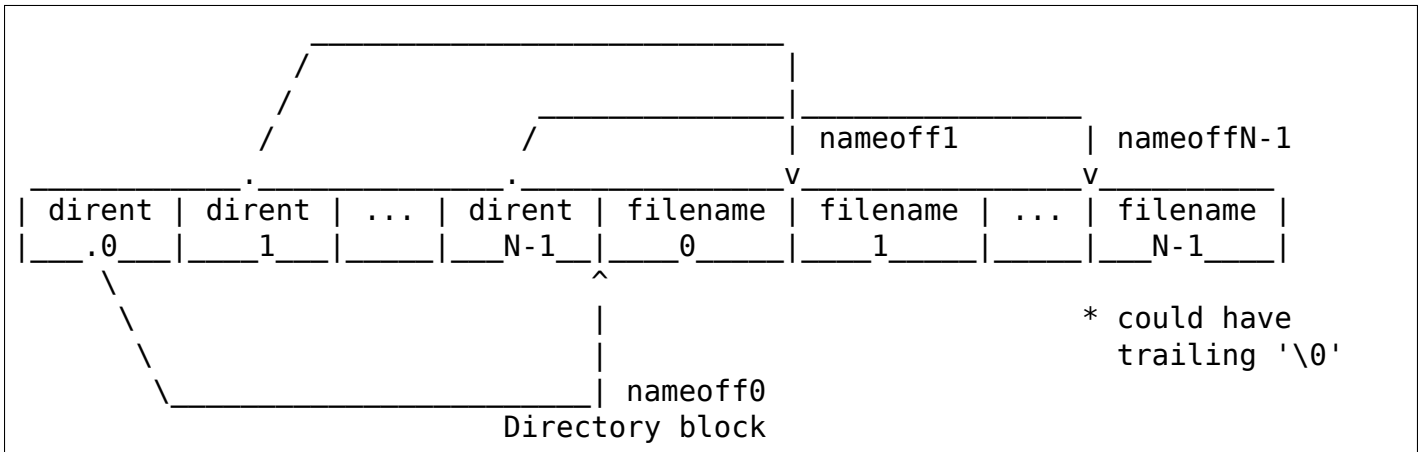 nameoff1 nameoffN-1
dirent dirent ... dirent filename filename ... filename
.0 1 N-1 0 1 N-1
* could have
trailing '\0'
nameoff0
Directory block